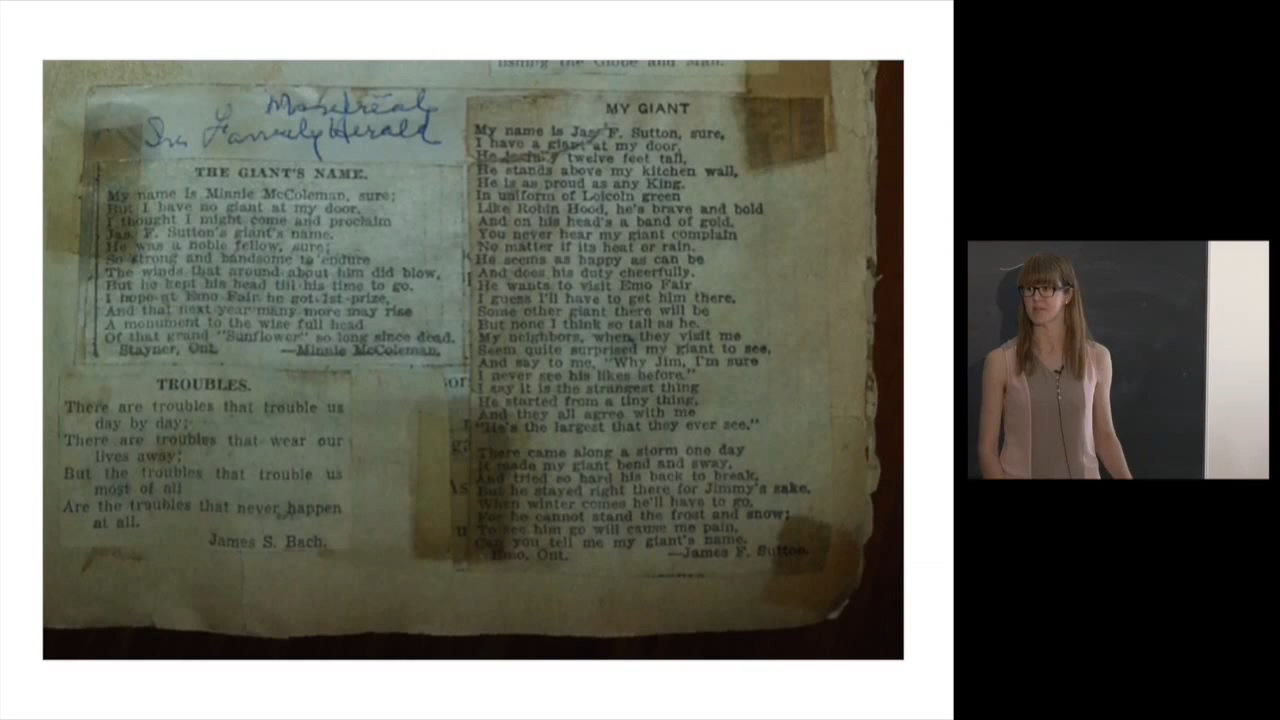 fishing the Globe and Mail.
Montreal
Family Herald
THE GIANT'S NAME.
My name is Minnie McColeman, sure;
But I have no giant at my door.
I thought I might come and proclaim
Jas. F. Sutton's giant's name.
He was a noble fellow, sure;
So strong and handsome to endure
The winds that around about him did blow,
But he kept his head till his time to go.
I hope at Emo Fair he got 1st prize,
And that next year many more may rise
A monument to the wise full head
Of that grand "Sunflower" so long since dead.
Stayner, Ont. —Minnie McColeman.
TROUBLES.
There are troubles that trouble us
day by day;
There are troubles that wear our
lives away;
But the troubles that trouble us
most of all
Are the troubles that never happen
at all.
James S. Bach.
MY GIANT
My name is Jas. F. Sutton, sure,
I have a giant at my door,
He is twelve feet tall,
He stands above my kitchen wall,
He is as proud as any King.
In uniform of Loicoln green
Like Robin Hood, he's brave and bold
And on his head's a band of gold.
You never hear my giant complain
No matter if its heat or rain.
He seems as happy as can be
And does his duty cheerfully.
He wants to visit Emo Fair
I guess I'll have to get him there.
Some other giant there will be
But none I think so tall as he.
My neighbors, when they visit me
Seem quite surprised my giant to see,
And say to me, "Why Jim, I'm sure
I never see his likes before."
I say it is the strangest thing
He started from a tiny thing,
And they all agree with me
"He's the largest that they ever see."
There came along a storm one day
It made my giant bend and sway,
And tried so hard his back to break,
But he stayed right there for Jimmy's sake.
When winter comes he'll have to go,
For he cannot stand the frost and snow;
To see him go will cause me pain,
Can you tell me my giant's name.
Emo, Ont. —James F. Sutton.